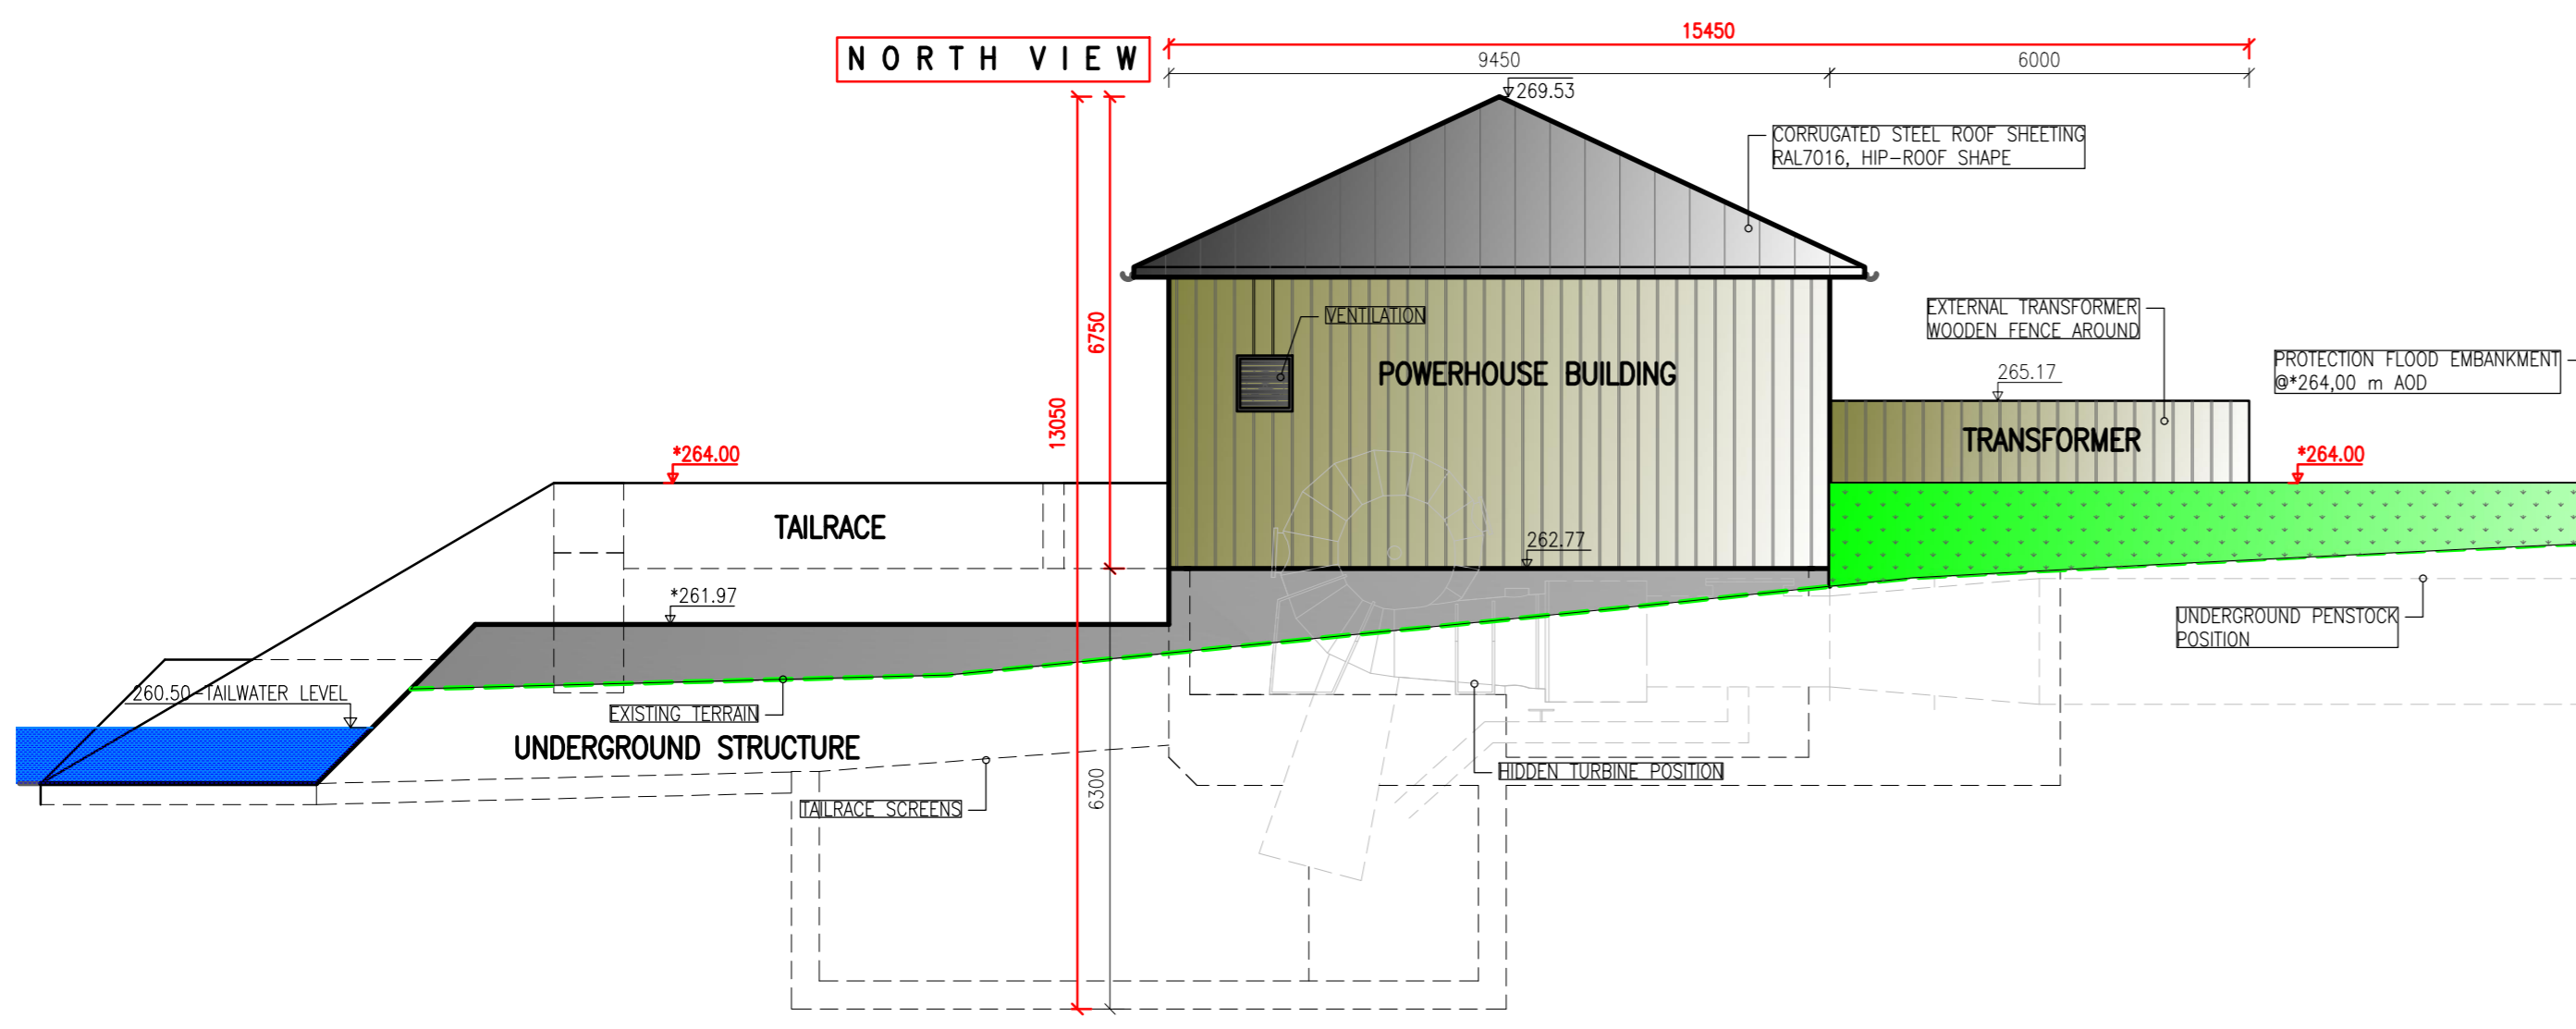 NORTH VIEW
15450
9450
6000
269.53
CORRUGATED STEEL ROOF SHEETING
RAL7016, HIP-ROOF SHAPE
6750
13050
VENTILATION
POWERHOUSE BUILDING
EXTERNAL TRANSFORMER
WOODEN FENCE AROUND
265.17
PROTECTION FLOOD EMBANKMENT
@*264,00 m AOD
TRANSFORMER
*264.00
*264.00
TAILRACE
262.77
*261.97
UNDERGROUND PENSTOCK
POSITION
260.50-TAILWATER LEVEL
EXISTING TERRAIN
UNDERGROUND STRUCTURE
HIDDEN TURBINE POSITION
6300
TAILRACE SCREENS